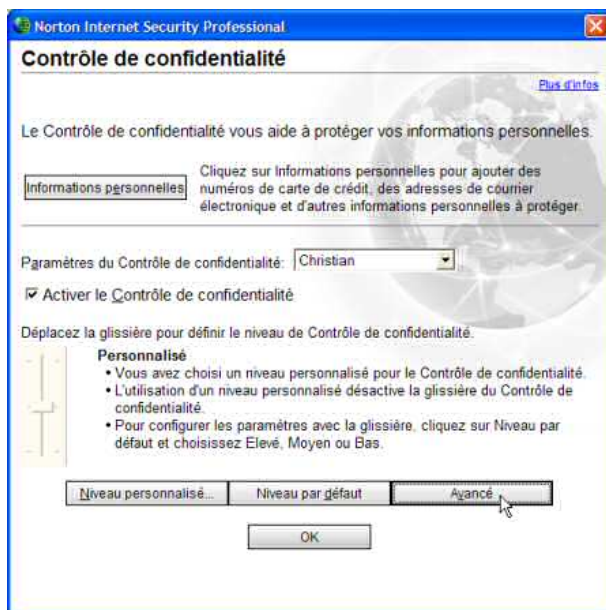 Norton Internet Security Professional
Contrôle de confidentialité
Plus d'infos
Le Contrôle de confidentialité vous aide à protéger vos informations personnelles.
Informations personnelles
Cliquez sur Informations personnelles pour ajouter des
numéros de carte de crédit, des adresses de courrier
électronique et d'autres informations personnelles à protéger.
Paramètres du Contrôle de confidentialité:
Christian
Activer le Contrôle de confidentialité
Déplacez la glissière pour définir le niveau de Contrôle de confidentialité.
Personnalisé
• Vous avez choisi un niveau personnalisé pour le Contrôle de confidentialité.
• L'utilisation d'un niveau personnalisé désactive la glissière du Contrôle de
confidentialité.
• Pour configurer les paramètres avec la glissière, cliquez sur Niveau par
défaut et choisissez Elevé, Moyen ou Bas.
Niveau personnalisé...
Niveau par défaut
Avancé
OK